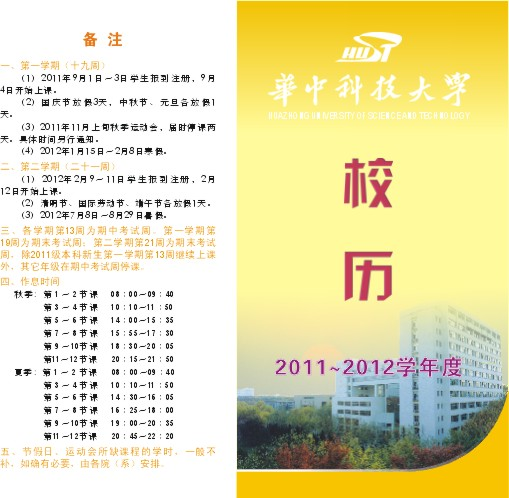 备 注
一、第一学期（十九周）
(1) 2011年9月1日～3日学生报到注册，9月
4日开始上课。
(2) 国庆节放假3天，中秋节、元旦各放假1
天。
(3) 2011年11月上旬秋季运动会，届时停课两
天，具体时间另行通知。
(4) 2012年1月15日～2月8日寒假。
二、第二学期（二十一周）
(1) 2012年2月9～11日学生报到注册，2月
12日开始上课。
(2) 清明节、国际劳动节、端午节各放假1天。
(3) 2012年7月8日～8月29日暑假。
三、各学期第13周为期中考试周。第一学期第
19周为期末考试周；第二学期第21周为期末考试
周。除2011级本科新生第一学期第13周继续上课
外，其它年级在期中考试周停课。
四、作息时间
秋季：第 1 ～ 2 节课 08：00～09：40
第 3 ～ 4节课 10：10～11：50
第 5 ～ 6节课 14：00～15：35
第 7 ～ 8节课 15：55～17：30
第 9 ～10节课 18：30～20：05
第11～12节课 20：15～21：50
夏季：第 1 ～ 2 节课 08：00～09：40
第 3 ～ 4节课 10：10～11：50
第 5 ～ 6节课 14：30～16：05
第 7 ～ 8节课 16：25～18：00
第 9 ～10节课 19：00～20：35
第11～12节课 20：45～22：20
五、节假日、运动会所缺课程的学时，一般不
补。如确有必要，由各院（系）安排。
HUST
華中科技大學
HUAZHONG UNIVERSITY OF SCIENCE AND TECHNOLOGY
校
历
2011~2012学年度